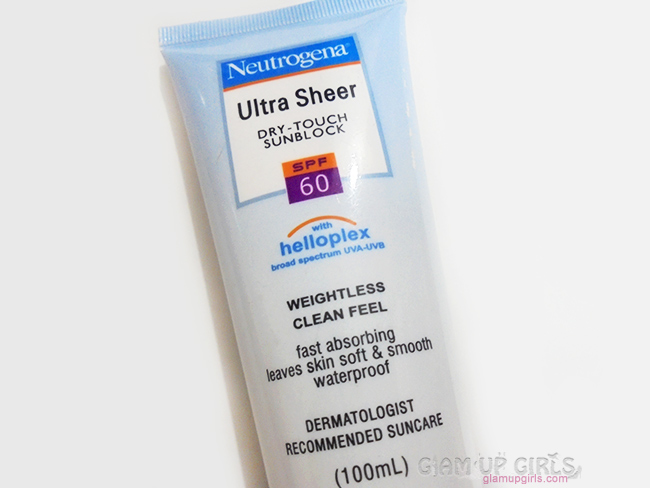 Neutrogena
Ultra Sheer
DRY-TOUCH
SUNBLOCK
SPF
60
with
helloplex
broad spectrum UVA-UVB
WEIGHTLESS
CLEAN FEEL
fast absorbing
leaves skin soft & smooth
waterproof
DERMATOLOGIST
RECOMMENDED SUNCARE
(100mL)
GLAM UP GIRLS
glamupgirls.com